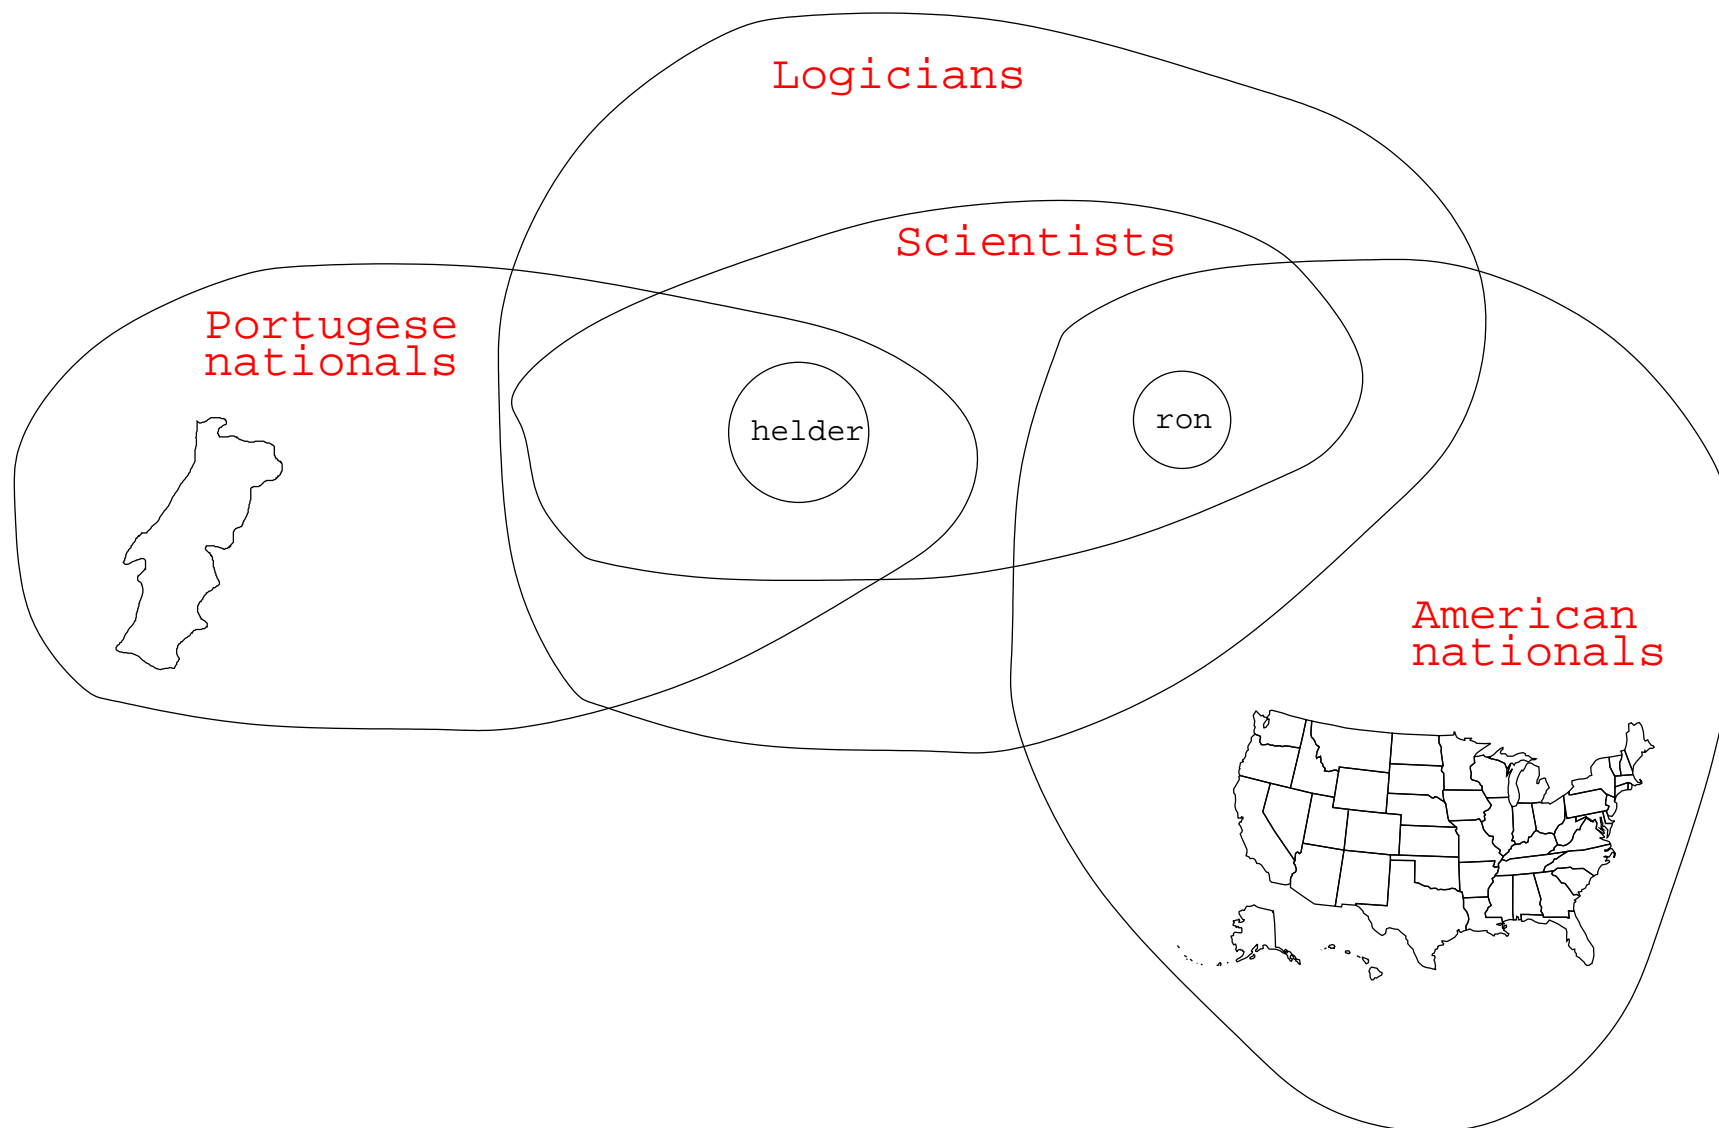 Logicians
Scientists
Portugese
nationals
helder
ron
American
nationals